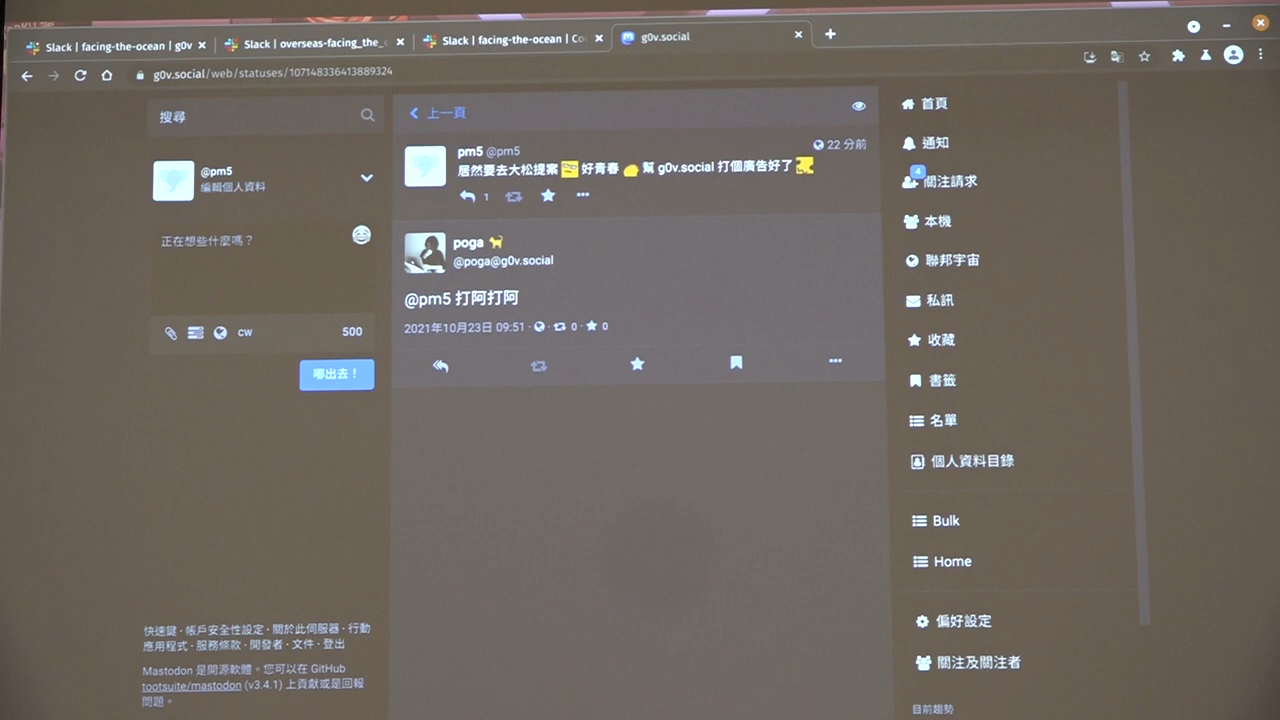 Slack | facing-the-ocean | g0v
Slack | overseas-facing_the_
Slack | facing-the-ocean | Co
g0v.social
g0v.social/web/statuses/107148336413889324
搜尋
@pm5
編輯個人資料
正在想些什麼嗎？
CW
500
嘟出去！
快速鍵 · 帳戶安全性設定 · 關於此伺服器 · 行動
應用程式 · 服務條款 · 開發者 · 文件 · 登出
Mastodon 是開源軟體。您可以在 GitHub
tootsuite/mastodon (v3.4.1) 上貢獻或是回報
問題。
上一頁
pm5 @pm5
22 分前
居然要去大松提案 好青春 幫 g0v.social 打個廣告好了
1
poga
@poga@g0v.social
@pm5 打阿打阿
2021年10月23日 09:51 · · 0 · 0
首頁
通知
4
關注請求
本機
聯邦宇宙
私訊
收藏
書籤
名單
個人資料目錄
Bulk
Home
偏好設定
關注及關注者
目前趨勢